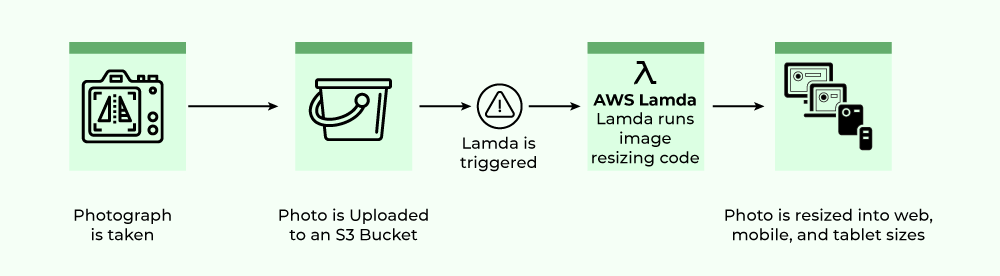 Photograph
is taken
Photo is Uploaded
to an S3 Bucket
Lamda is
triggered
λ
AWS Lamda
Lamda runs
image
resizing code
Photo is resized into web,
mobile, and tablet sizes